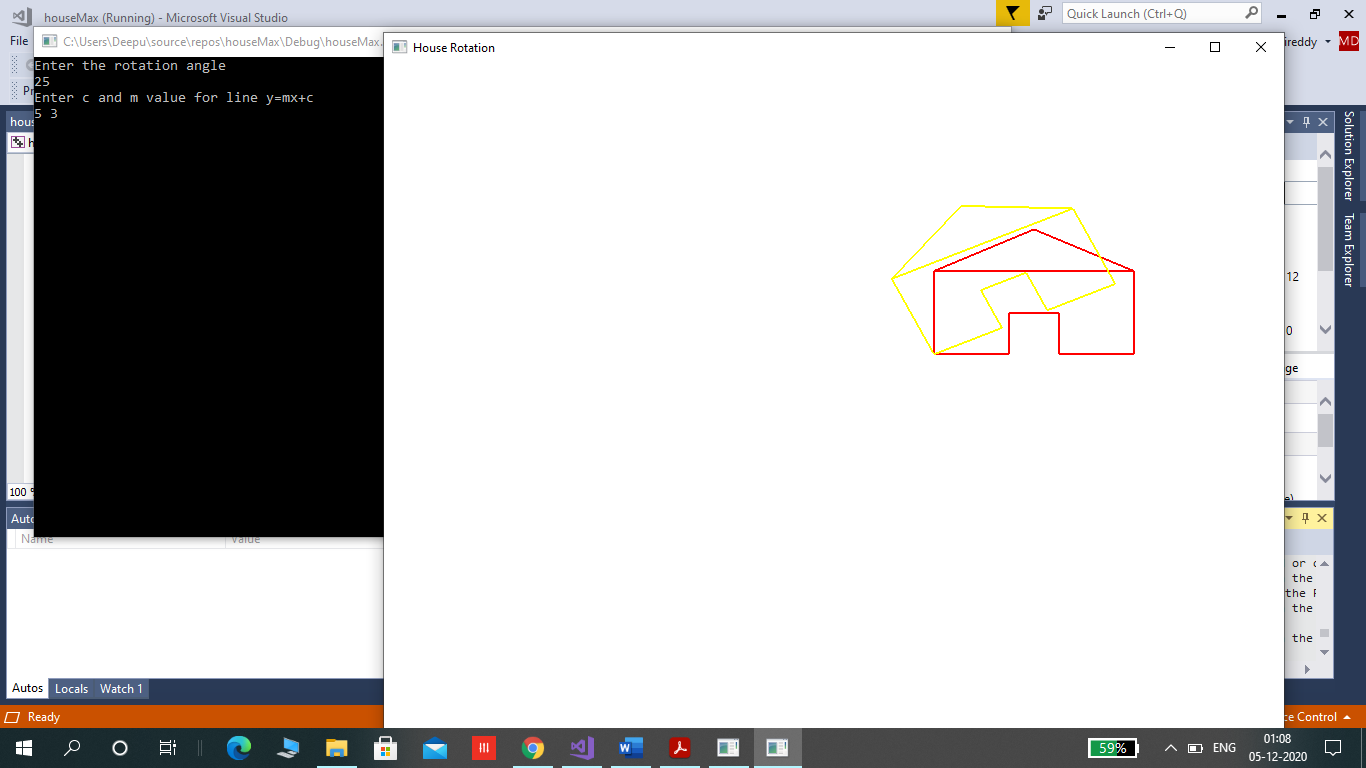 houseMax (Running) - Microsoft Visual Studio
Quick Launch (Ctrl+Q)
File
C:\Users\Deepu\source\repos\houseMax\Debug\houseMax.
House Rotation
ireddy
MD
Enter the rotation angle
25
Enter c and m value for line y=mx+c
5 3
Solution Explorer
Team Explorer
12
0
ge
100 %
Name
Value
or
the
the
the
the
Autos
Locals
Watch 1
Ready
ce Control
59%
ENG
01:08
05-12-2020